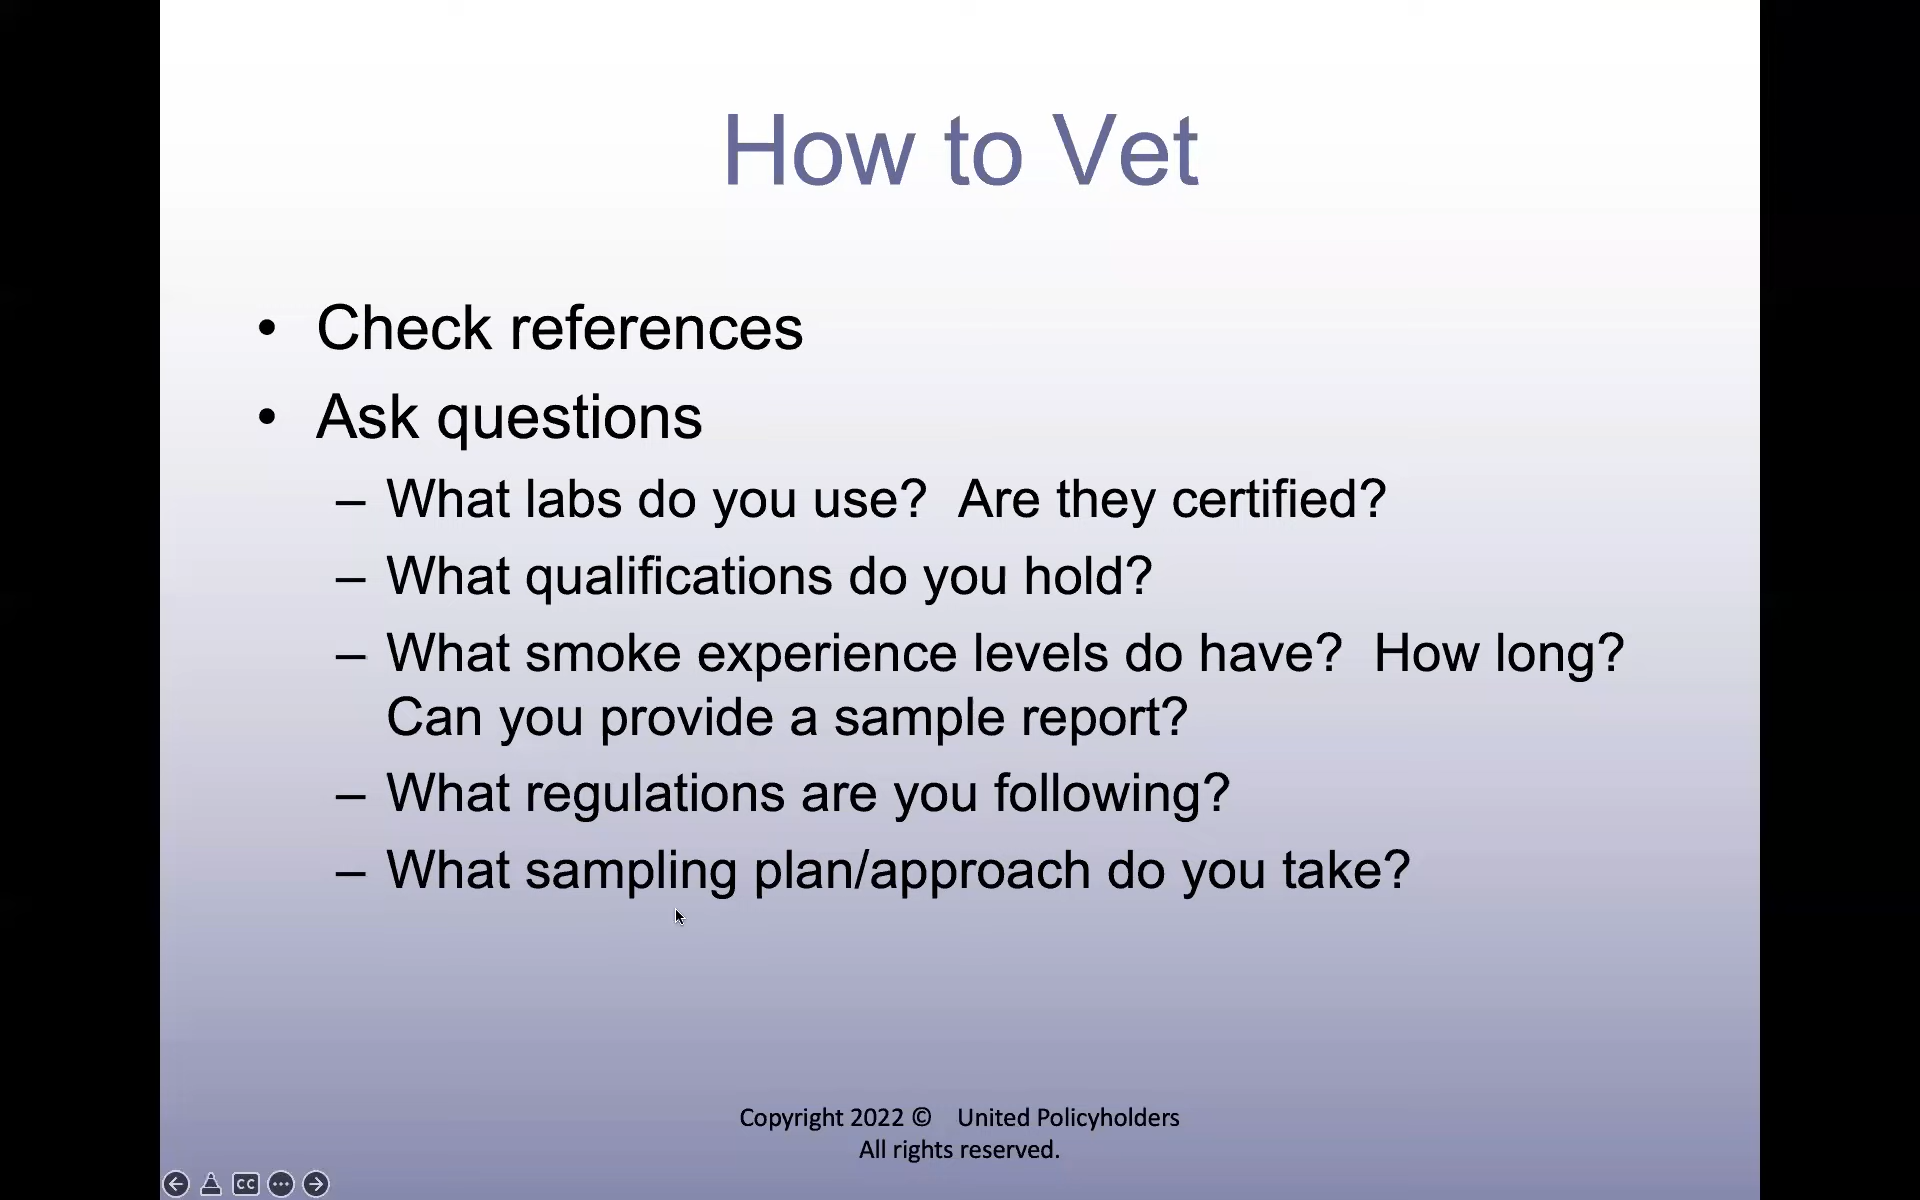 How to Vet
• Check references
• Ask questions
– What labs do you use?  Are they certified?
– What qualifications do you hold?
– What smoke experience levels do have?  How long?
Can you provide a sample report?
– What regulations are you following?
– What sampling plan/approach do you take?
Copyright 2022 ©    United Policyholders
All rights reserved.
CC